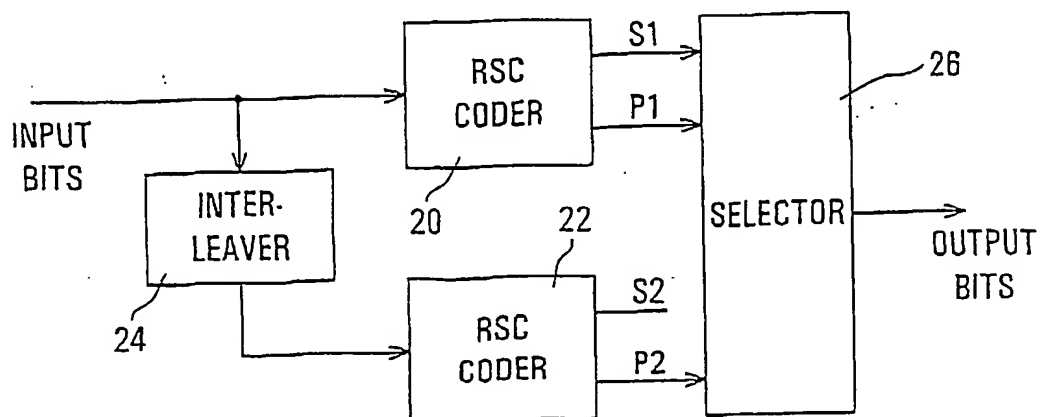 INPUT
BITS
INTER-
LEAVER
24
RSC
CODER
20
S1
P1
RSC
CODER
22
S2
P2
SELECTOR
26
OUTPUT
BITS